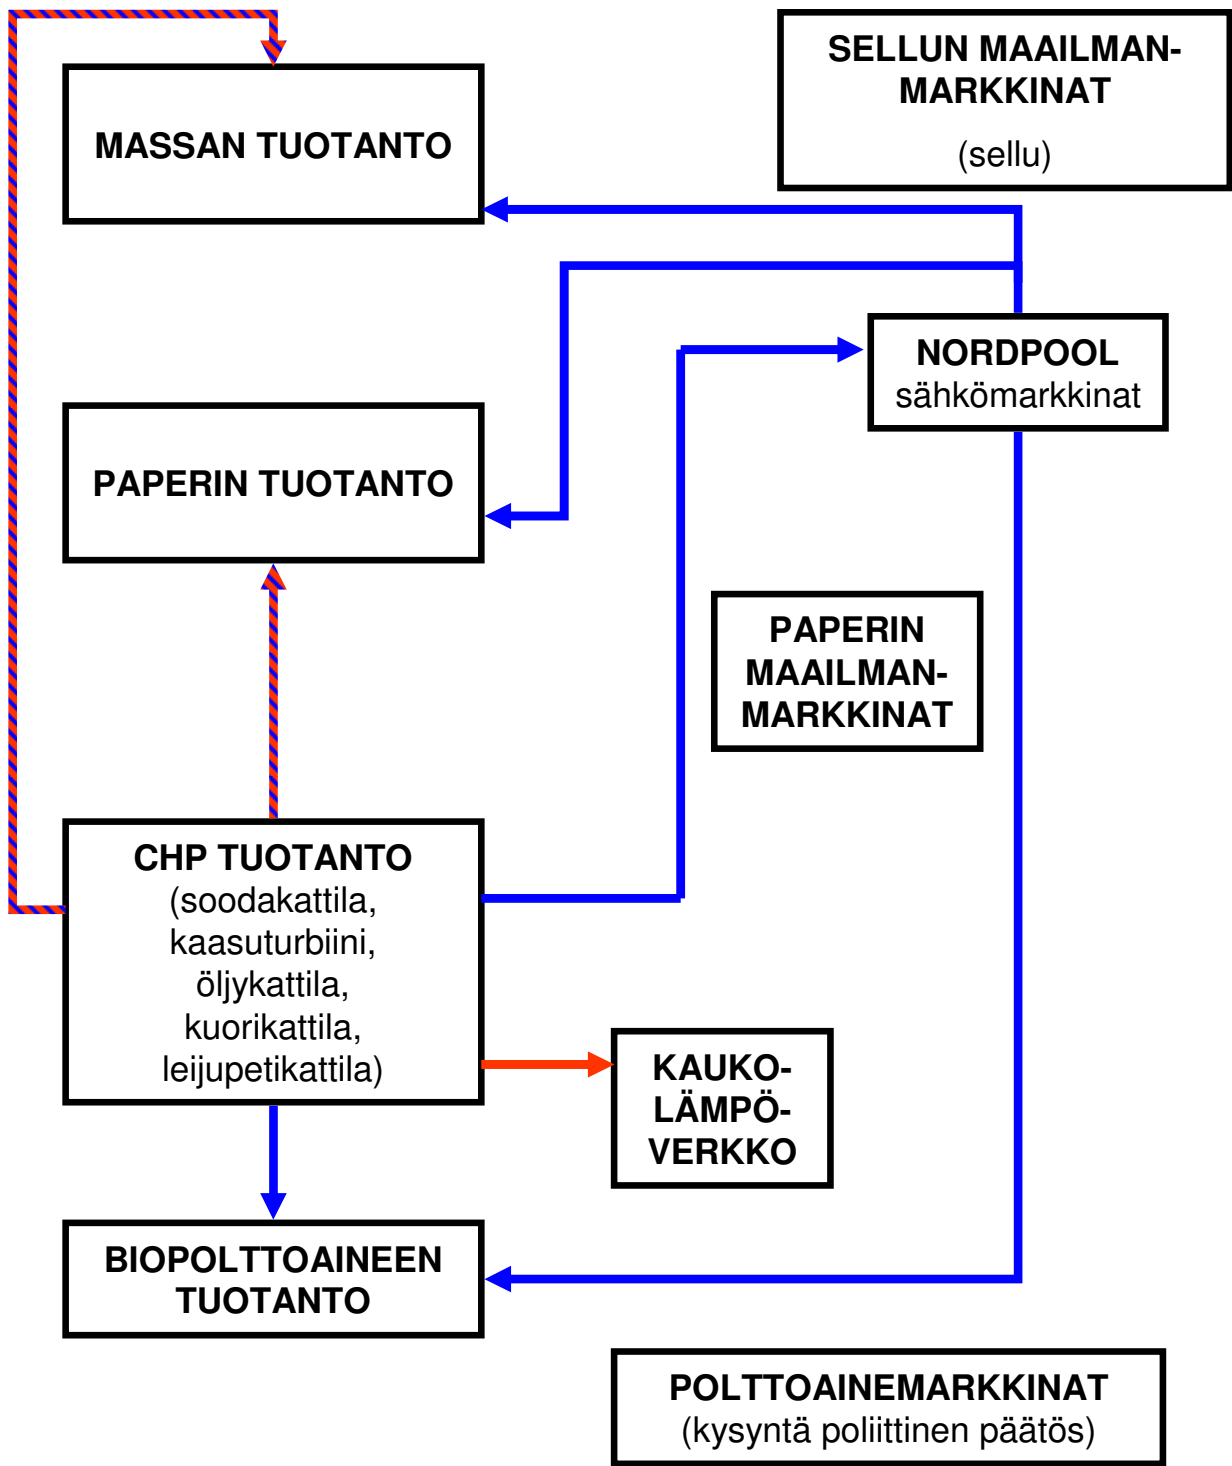 SELLUN MAAILMAN-
MARKKINAT
(sellu)
MASSAN TUOTANTO
NORDPOOL
sähkömarkkinat
PAPERIN TUOTANTO
PAPERIN
MAAILMAN-
MARKKINAT
CHP TUOTANTO
(soodakattila,
kaasuturbiini,
öljykattila,
kuorikattila,
leijupetikattila)
KAUKO-
LÄMPÖ-
VERKKO
BIOPOLTTOAINEEN
TUOTANTO
POLTTOAINEMARKKINAT
(kysyntä poliittinen päätös)